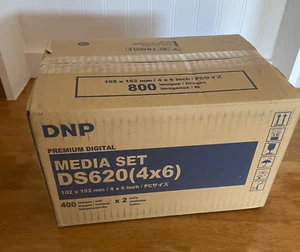 102 x 152 mm / 4 x 6 inch / PCサイズ
800
DNP
PREMIUM DIGITAL
MEDIA SET
DS620(4x6)
102 x 152 mm / 4 x 6 inch / PCサイズ
400 x 2